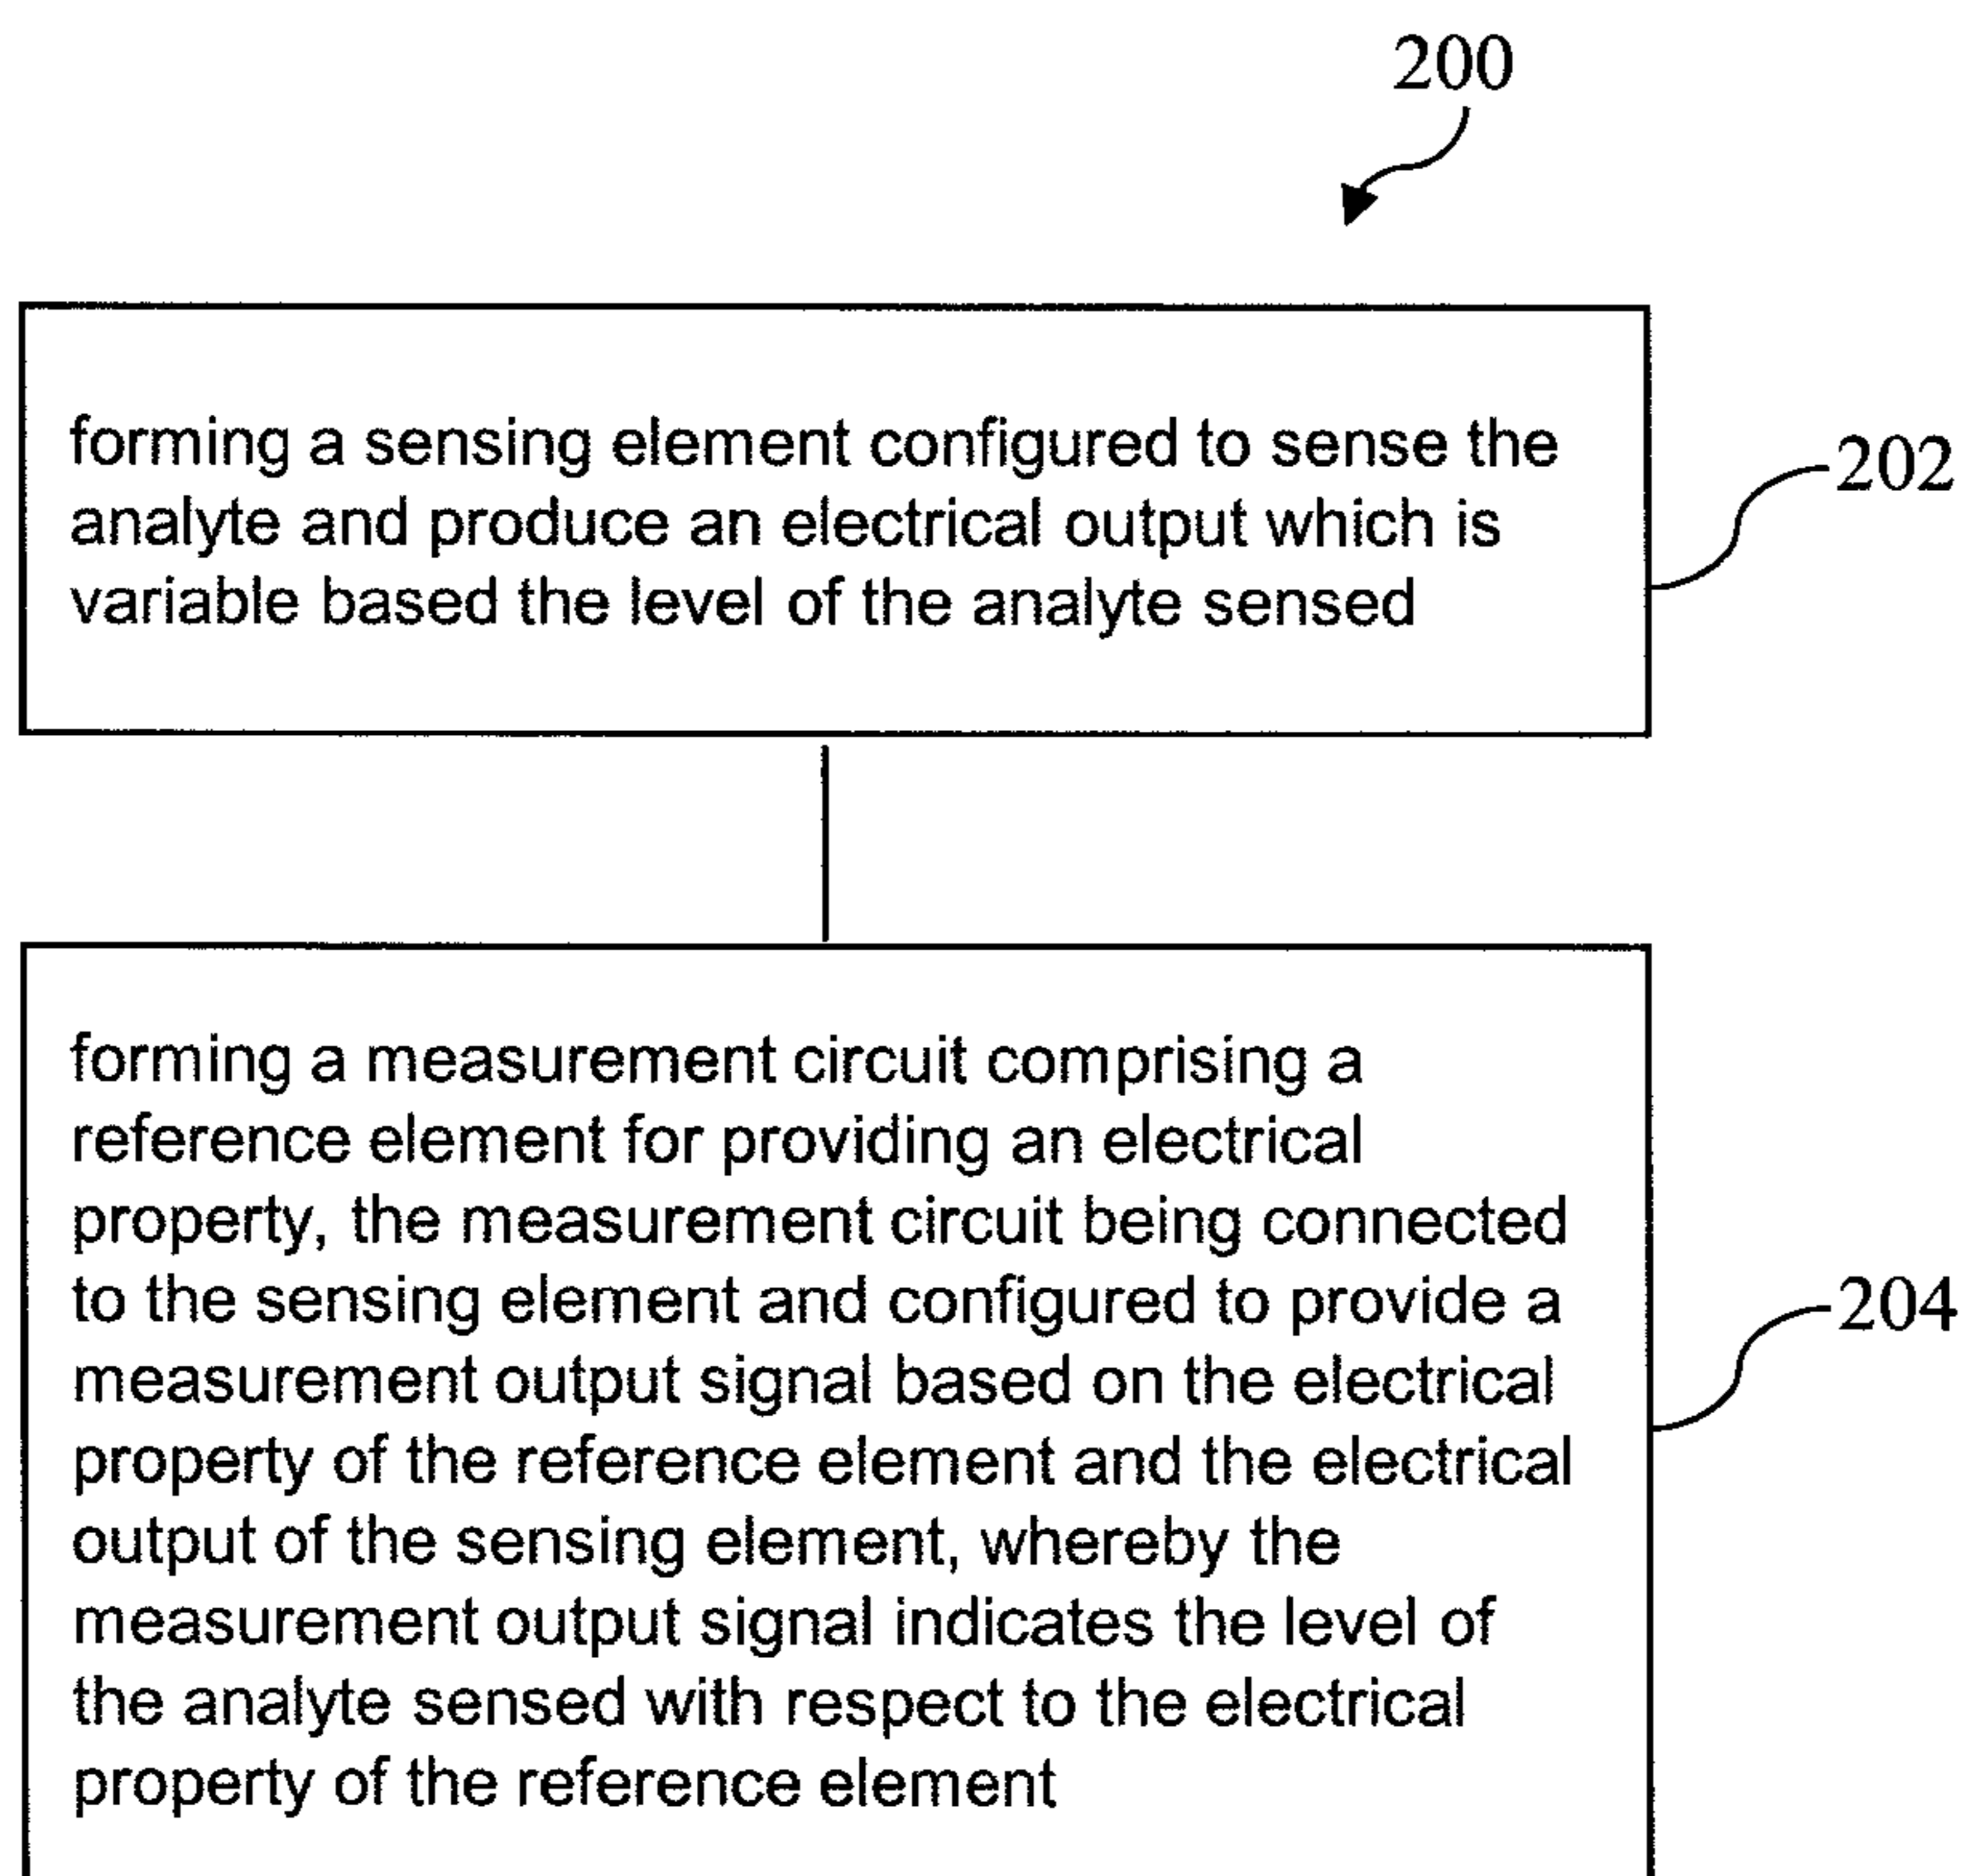 200
forming a sensing element configured to sense the
analyte and produce an electrical output which is
variable based the level of the analyte sensed
202
forming a measurement circuit comprising a
reference element for providing an electrical
property, the measurement circuit being connected
to the sensing element and configured to provide a
measurement output signal based on the electrical
property of the reference element and the electrical
output of the sensing element, whereby the
measurement output signal indicates the level of
the analyte sensed with respect to the electrical
property of the reference element
204